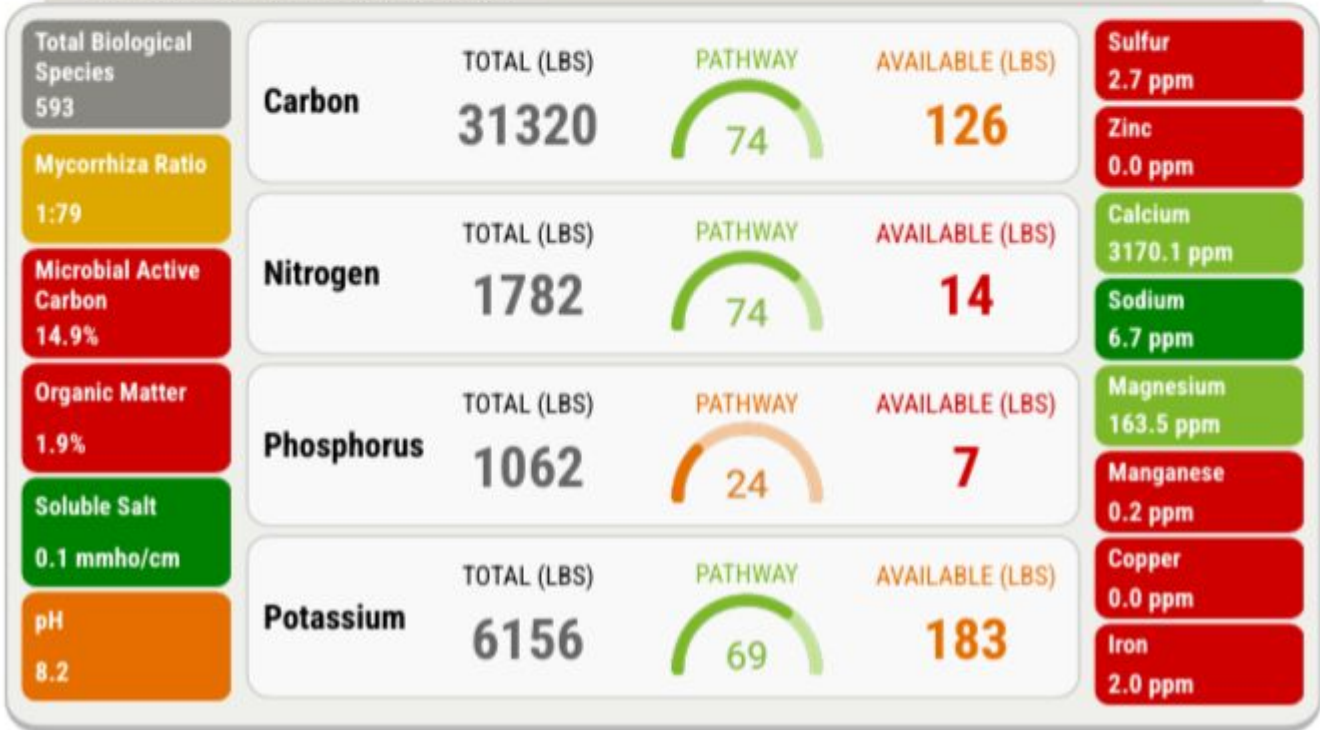 Total Biological
Species
593
Mycorrhiza Ratio
1:79
Microbial Active
Carbon
14.9%
Organic Matter
1.9%
Soluble Salt
0.1 mmho/cm
pH
8.2
Carbon
TOTAL (LBS)
31320
PATHWAY
74
AVAILABLE (LBS)
126
Nitrogen
TOTAL (LBS)
1782
PATHWAY
74
AVAILABLE (LBS)
14
Phosphorus
TOTAL (LBS)
1062
PATHWAY
24
AVAILABLE (LBS)
7
Potassium
TOTAL (LBS)
6156
PATHWAY
69
AVAILABLE (LBS)
183
Sulfur
2.7 ppm
Zinc
0.0 ppm
Calcium
3170.1 ppm
Sodium
6.7 ppm
Magnesium
163.5 ppm
Manganese
0.2 ppm
Copper
0.0 ppm
Iron
2.0 ppm